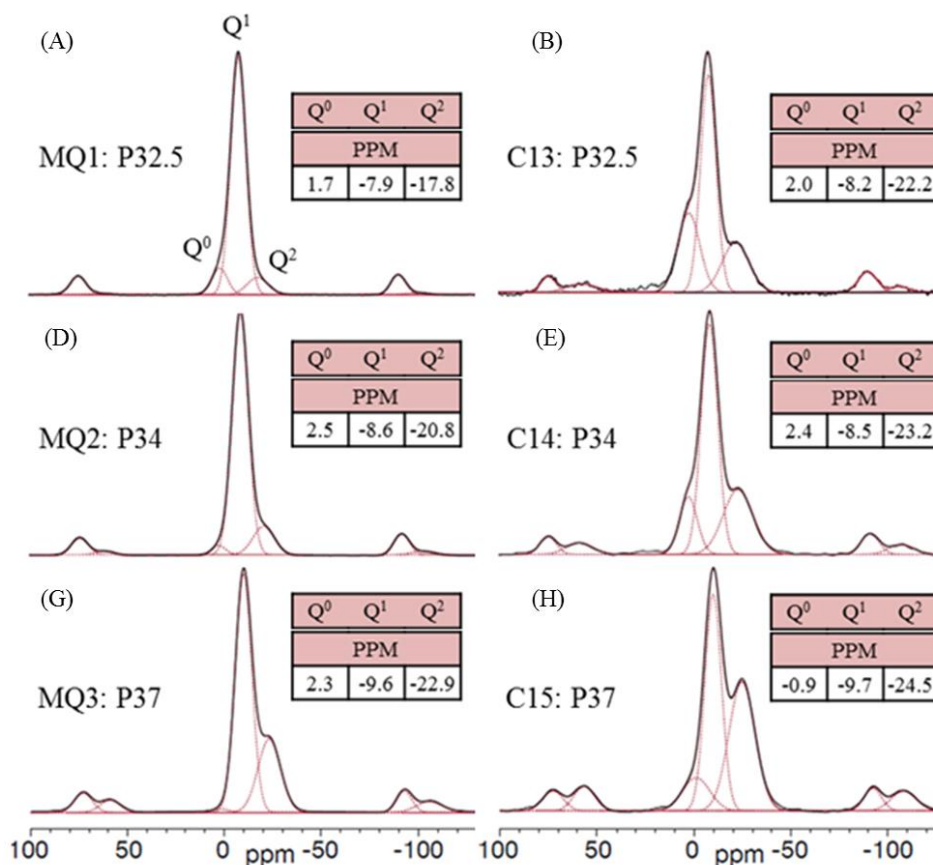 (A)
Q¹
Q⁰ Q¹ Q²
PPM
1.7 -7.9 -17.8
MQ1: P32.5
Q⁰
Q²
(B)
Q⁰ Q¹ Q²
PPM
2.0 -8.2 -22.2
C13: P32.5
(D)
Q⁰ Q¹ Q²
PPM
2.5 -8.6 -20.8
MQ2: P34
(E)
Q⁰ Q¹ Q²
PPM
2.4 -8.5 -23.2
C14: P34
(G)
Q⁰ Q¹ Q²
PPM
2.3 -9.6 -22.9
MQ3: P37
(H)
Q⁰ Q¹ Q²
PPM
-0.9 -9.7 -24.5
C15: P37
100 50 0 ppm -50 -100
100 50 0 ppm -50 -100